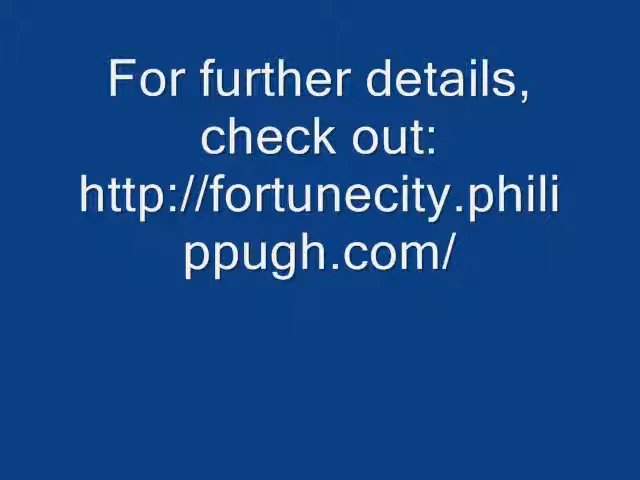 For further details,
check out:
http://fortunecity.phili
ppugh.com/